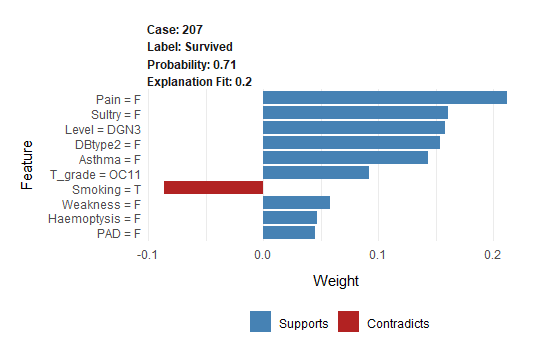 Case: 207
Label: Survived
Probability: 0.71
Explanation Fit: 0.2
Feature
Pain = F
Sultry = F
Level = DGN3
DBtype2 = F
Asthma = F
T_grade = OC11
Smoking = T
Weakness = F
Haemoptysis = F
PAD = F
-0.1 0.0 0.1 0.2
Weight
Supports Contradicts